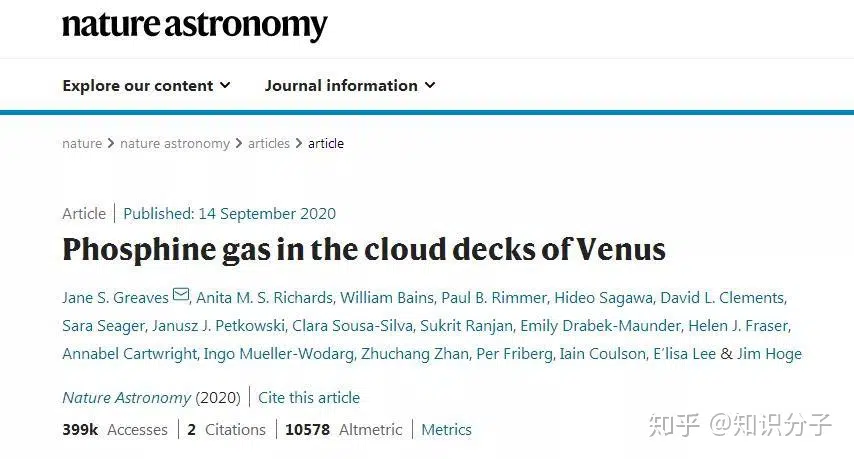 nature astronomy
Explore our content Journal information
nature > nature astronomy > articles > article
Article | Published: 14 September 2020
Phosphine gas in the cloud decks of Venus
Jane S. Greaves, Anita M. S. Richards, William Bains, Paul B. Rimmer, Hideo Sagawa, David L. Clements,
Sara Seager, Janusz J. Petkowski, Clara Sousa-Silva, Sukrit Ranjan, Emily Drabek-Maunder, Helen J. Fraser,
Annabel Cartwright, Ingo Mueller-Wodarg, Zhuchang Zhan, Per Friberg, Iain Coulson, E'lisa Lee & Jim Hoge
Nature Astronomy (2020) | Cite this article
399k Accesses | 2 Citations | 10578 Altmetric | Metrics
知乎 @知识分子